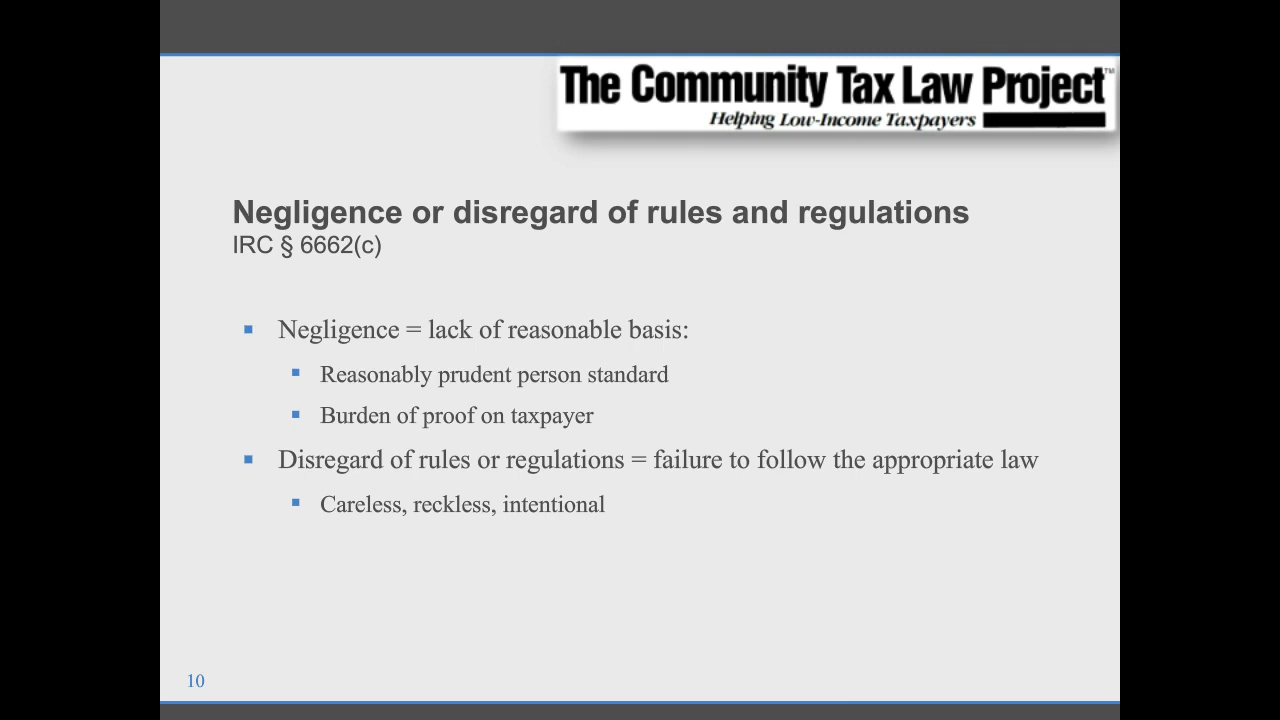 The Community Tax Law Project™
Helping Low-Income Taxpayers
Negligence or disregard of rules and regulations
IRC § 6662(c)
▪ Negligence = lack of reasonable basis:
▪ Reasonably prudent person standard
▪ Burden of proof on taxpayer
▪ Disregard of rules or regulations = failure to follow the appropriate law
▪ Careless, reckless, intentional
10